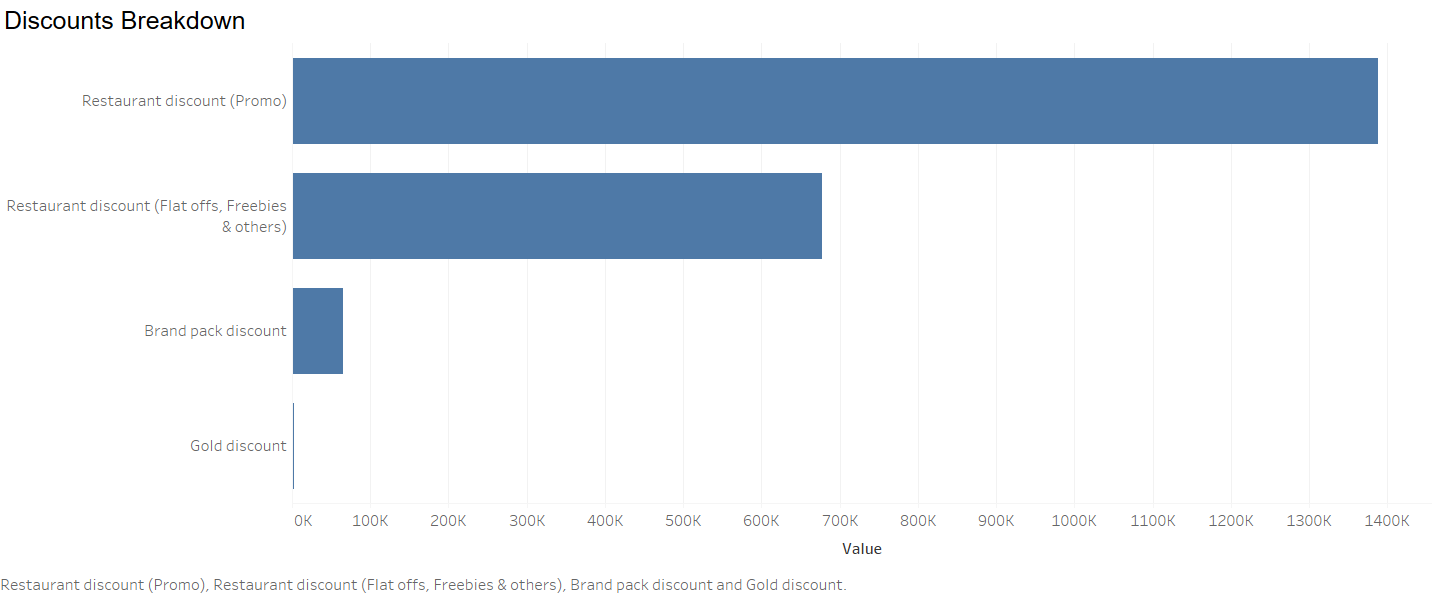 Discounts Breakdown
Restaurant discount (Promo)
Restaurant discount (Flat offs, Freebies
& others)
Brand pack discount
Gold discount
0K 100K 200K 300K 400K 500K 600K 700K 800K 900K 1000K 1100K 1200K 1300K 1400K
Value
Restaurant discount (Promo), Restaurant discount (Flat offs, Freebies & others), Brand pack discount and Gold discount.